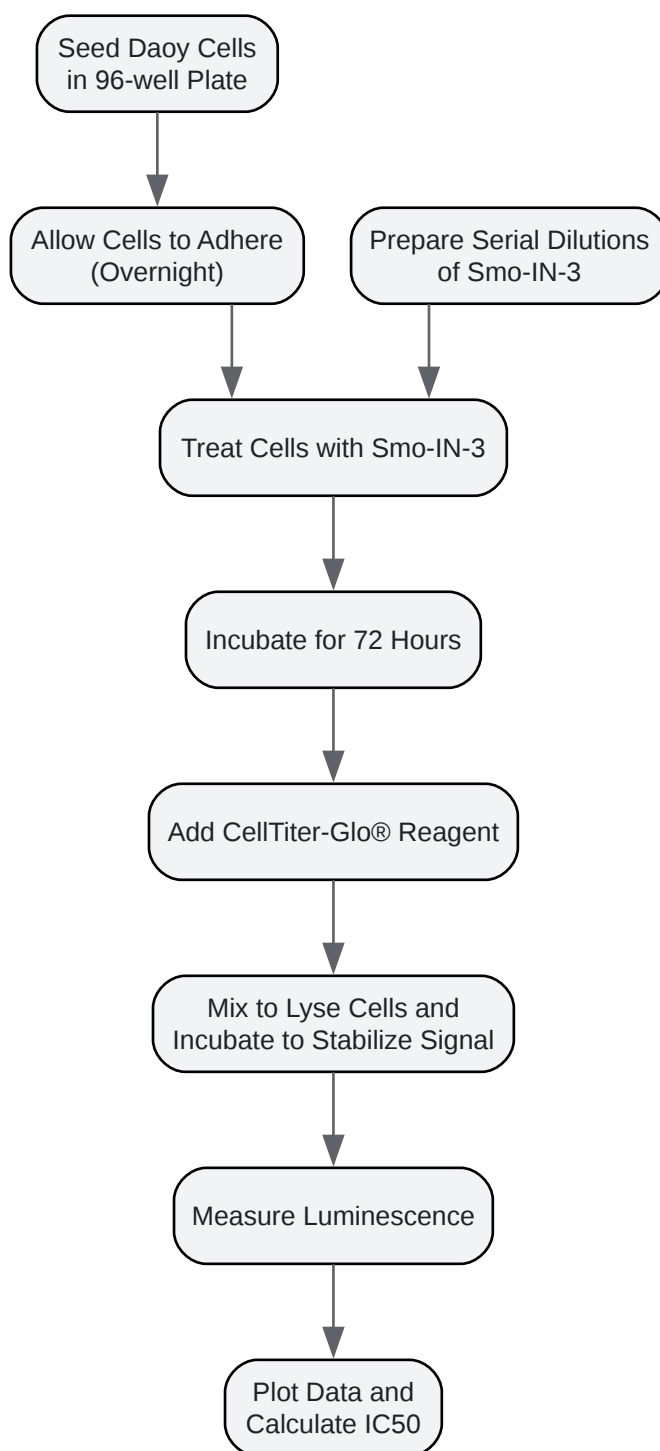 Seed Daoy Cells
in 96-well Plate
Allow Cells to Adhere
(Overnight)
Prepare Serial Dilutions
of Smo-IN-3
Treat Cells with Smo-IN-3
Incubate for 72 Hours
Add CellTiter-Glo® Reagent
Mix to Lyse Cells and
Incubate to Stabilize Signal
Measure Luminescence
Plot Data and
Calculate IC50